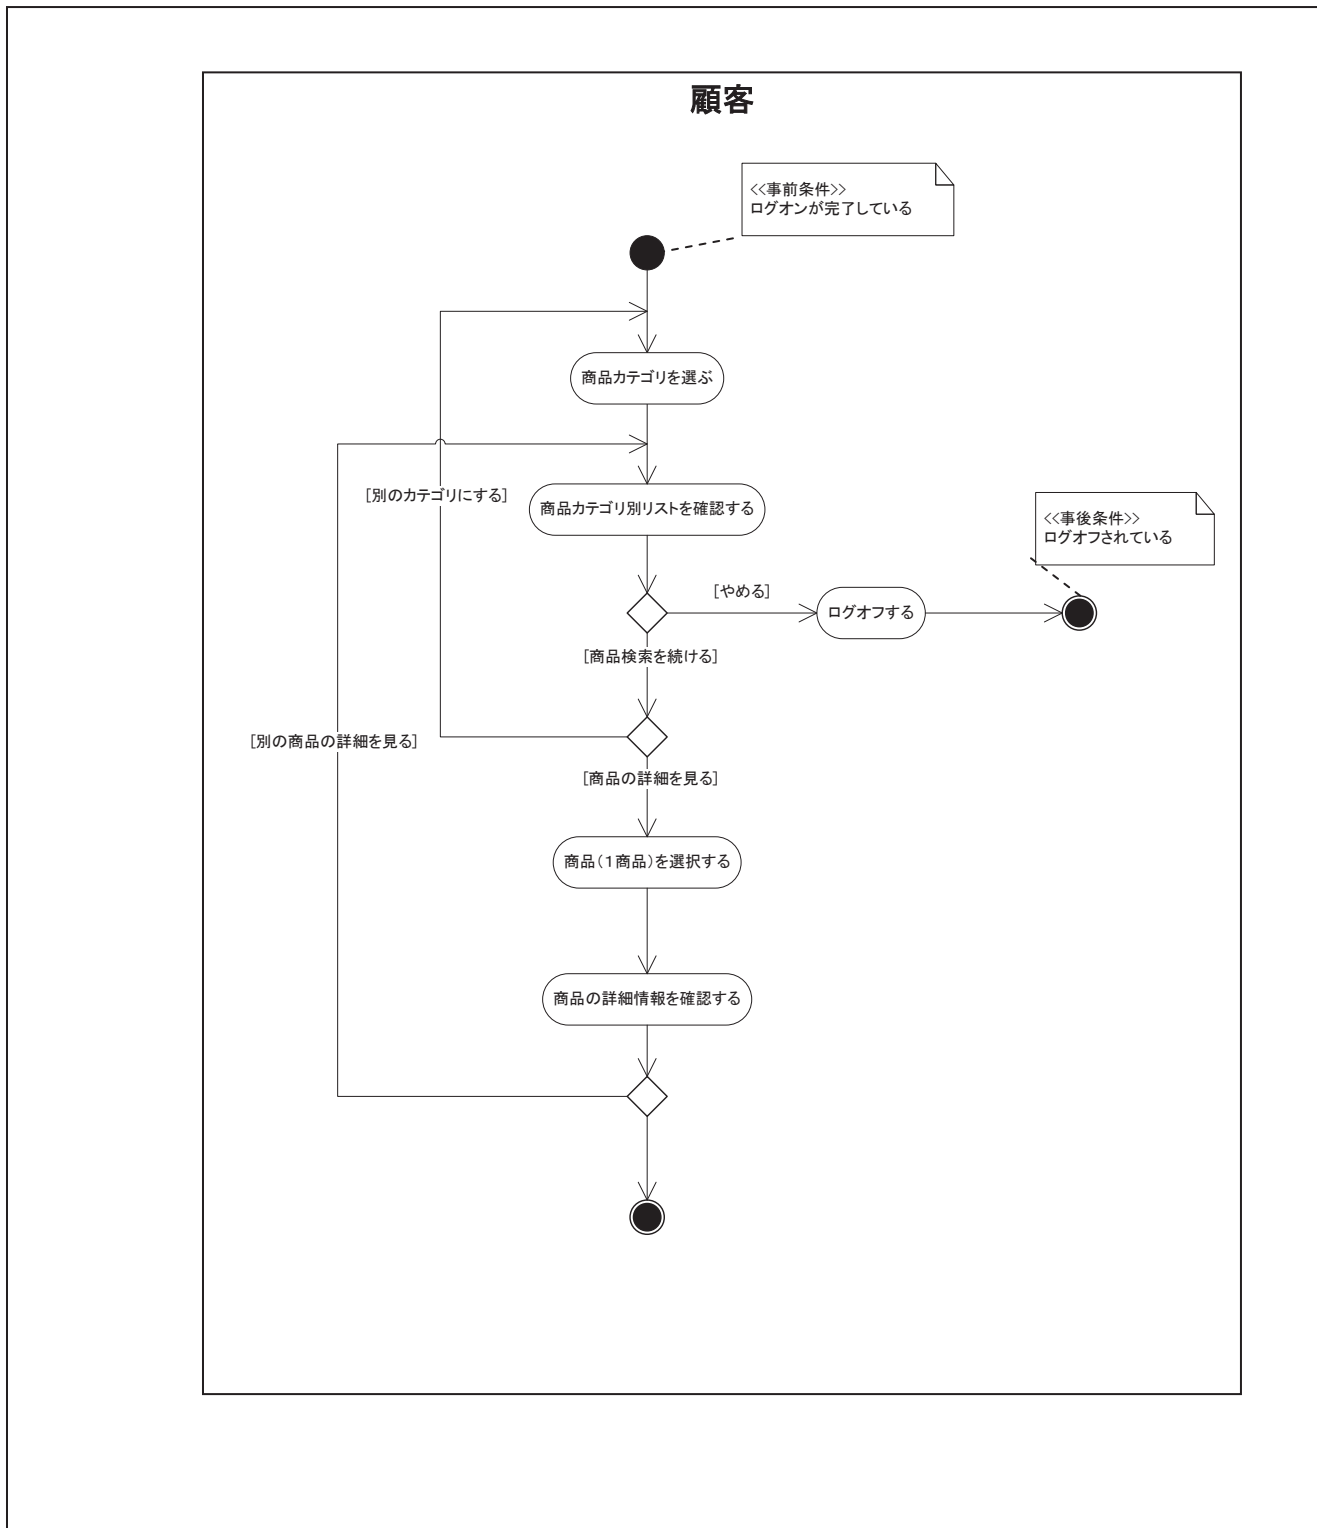 顧客
<<事前条件>>
ログオンが完了している
商品カテゴリを選ぶ
[別のカテゴリにする]
商品カテゴリ別リストを確認する
<<事後条件>>
ログオフされている
[やめる]
ログオフする
[商品検索を続ける]
[別の商品の詳細を見る]
[商品の詳細を見る]
商品(1商品)を選択する
商品の詳細情報を確認する